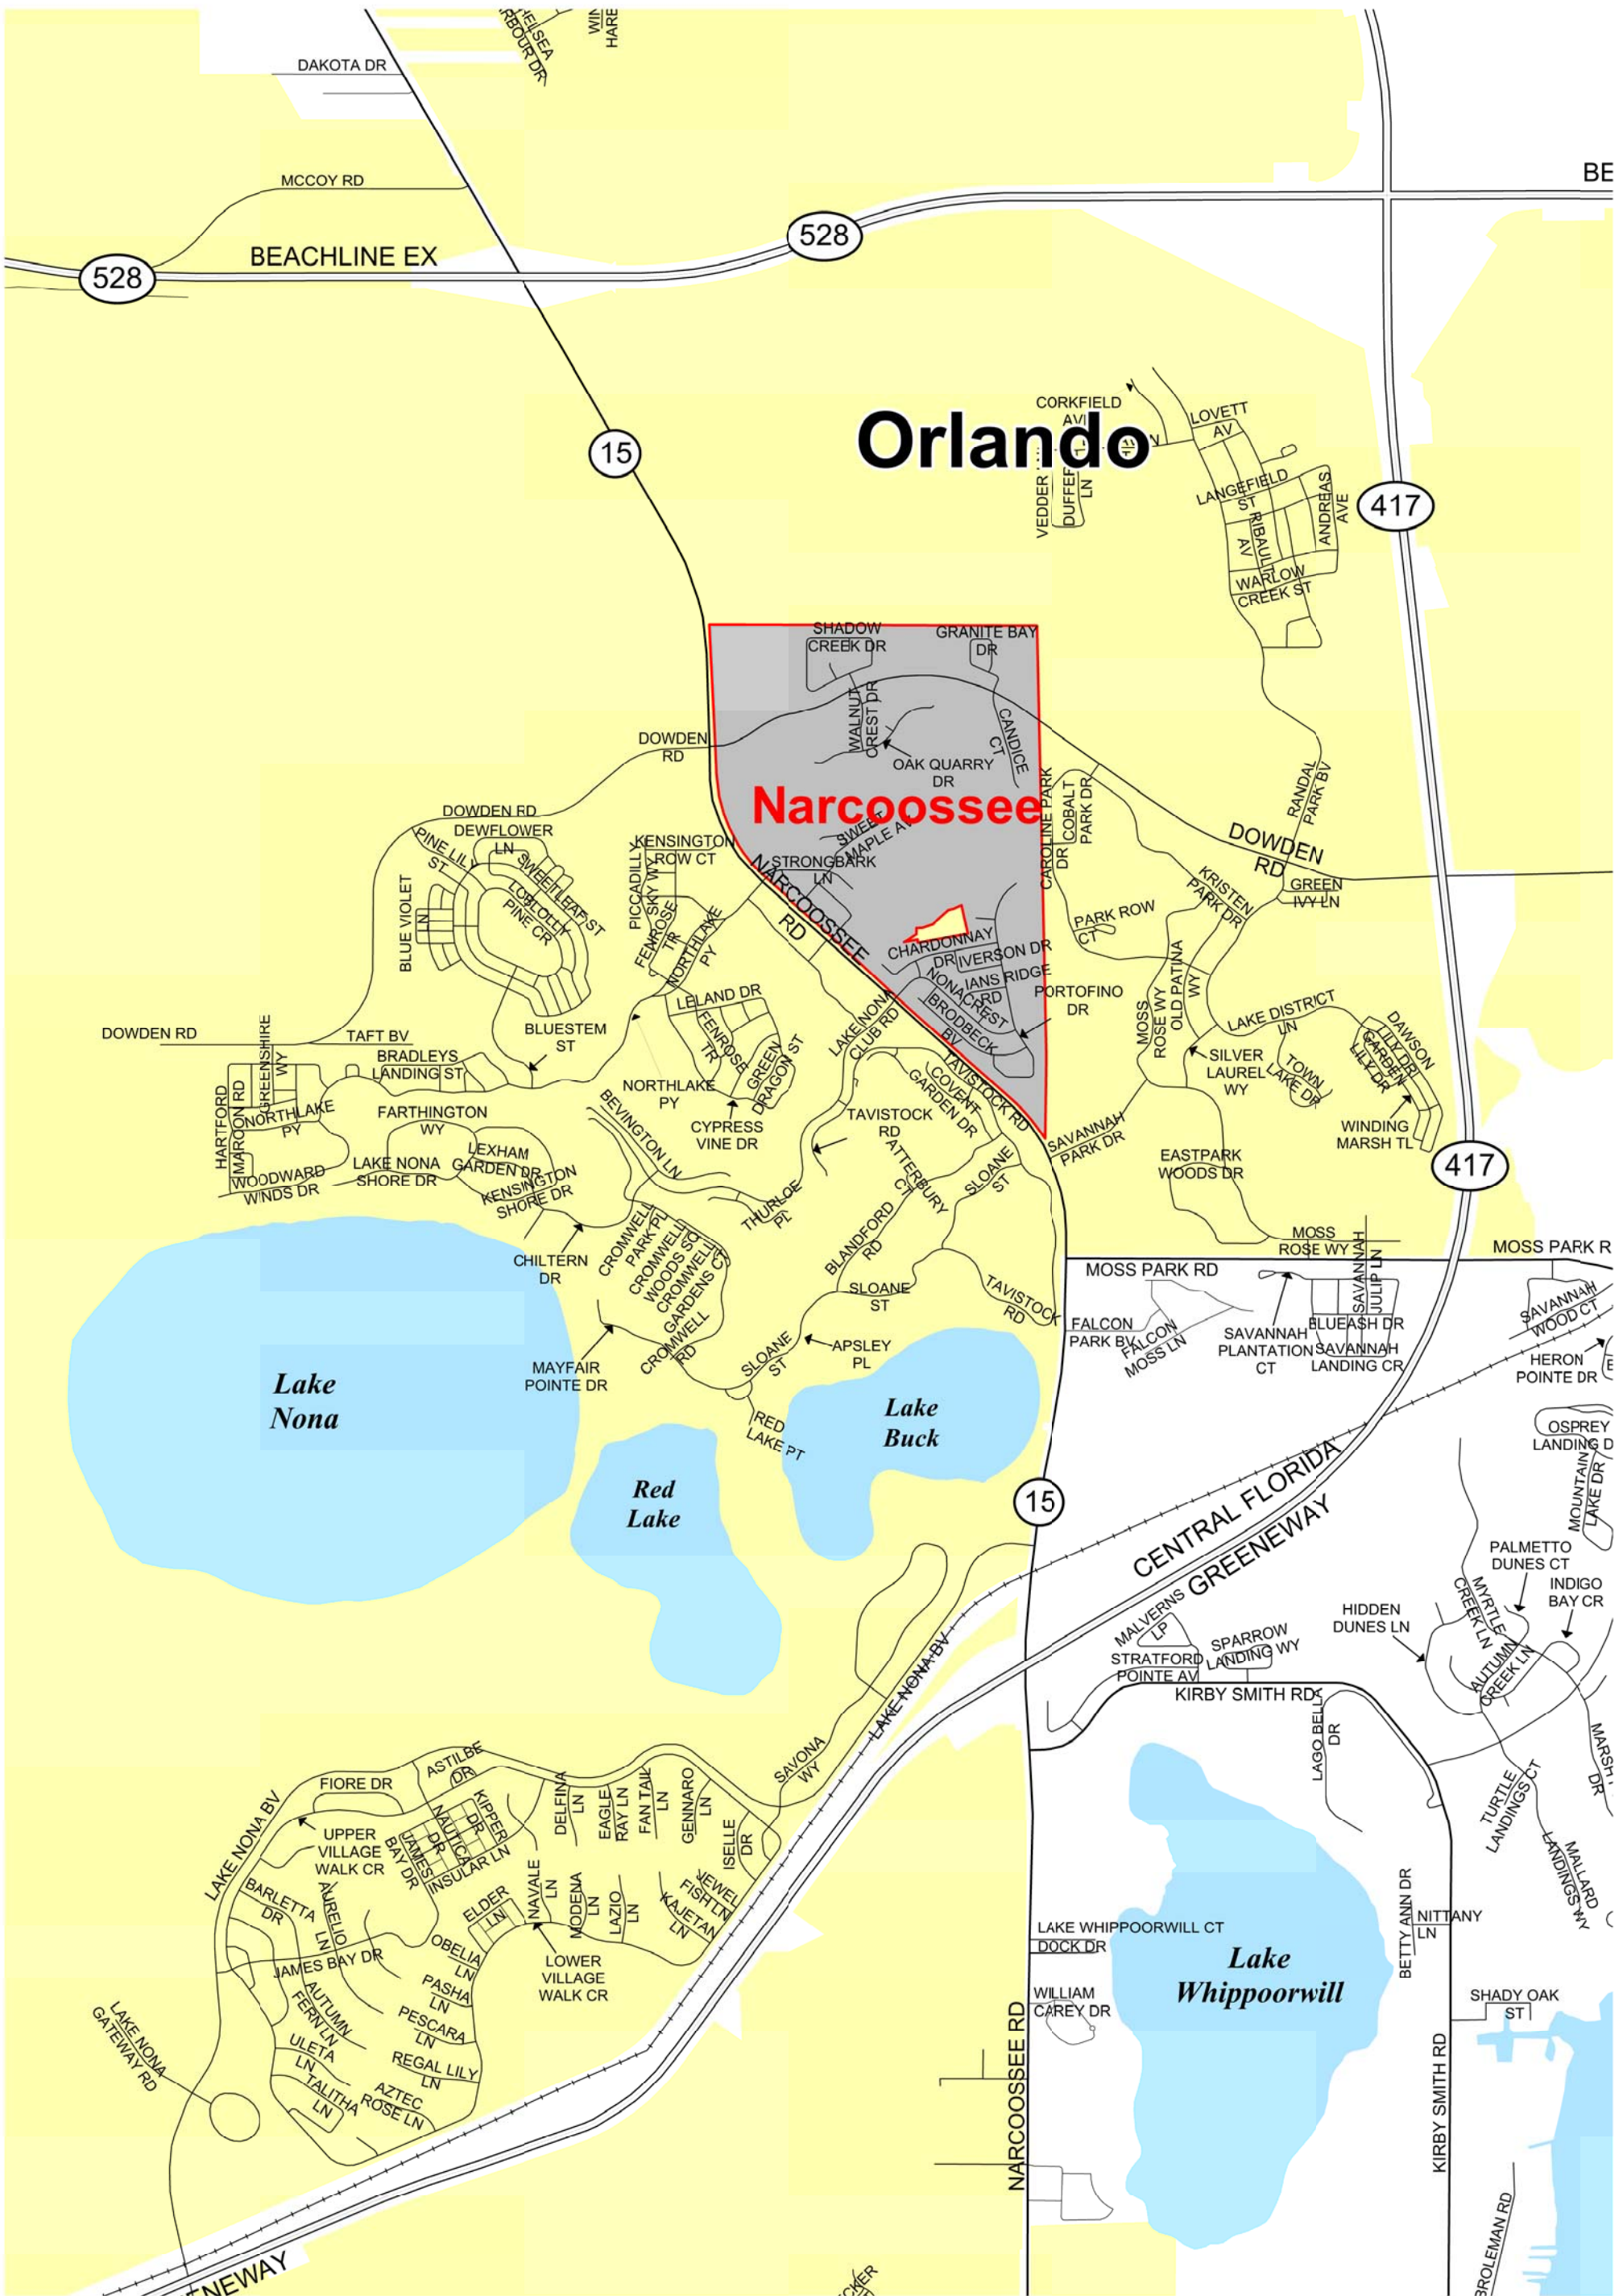 CHELSEA
HARBOUR DR
DAKOTA DR
MCCOY RD
BEACHLINE EX
528
528
15
Orlando
CORKFIELD
VEDDER
LN
LOVETT
AV
LANGEFIELD
ST
RIBAULT
AV
ANDREAS
AVE
WARLOW
CREEK ST
417
SHADOW
CREEK DR
GRANITE BAY
DR
WALNUT
CREST DR
CANDICE
CT
OAK QUARRY
DR
DOWDEN
RD
Narcoossee
DOWDEN RD
DEWFLOWER
LN
PINE LILY
ST
SWEETLEAF ST
LOBLOLLY
PINE CR
BLUE VIOLET
LN
KENSINGTON
ROW CT
PICCADILLY
SKY WY
FENROSE
TR
NORTHLAKE
PY
SWEET
MAPLE AV
STRONGBARK
LN
NARCOOSSEE
RD
CAROLINE PARK
DR
COBALT
PARK DR
RANDAL
PARK BV
DOWDEN
RD
GREEN
IVY LN
KRISTEN
PARK DR
PARK ROW
CT
CHARDONNAY
DR
IVERSON DR
IANS RIDGE
RD
NONACREST
BRODBECK
BV
PORTOFINO
DR
MOSS
ROSE WY
OLD PATINA
WY
LAKE DISTRICT
LN
SILVER
LAUREL
WY
TOWN
LAKE DR
DAWSON
LILY DR
GARDEN
LILY DR
WINDING
MARSH TL
LELAND DR
FENROSE
TR
GREEN
DRAGON ST
BLUESTEM
ST
DOWDEN RD
TAFT BV
BRADLEYS
LANDING ST
GREENSHIRE
WY
HARTFORD
MAROON RD
NORTHLAKE
PY
FARTHINGTON
WY
NORTHLAKE
PY
CYPRESS
VINE DR
LAKE NONA
CLUB RD
COVENT
GARDEN DR
TAVISTOCK RD
TAVISTOCK
RD
BEVINGTON LN
SAVANNAH
PARK DR
EASTPARK
WOODS DR
417
WOODWARD
WINDS DR
LAKE NONA
SHORE DR
LEXHAM
GARDEN DR
KENSINGTON
SHORE DR
THURLOE
PL
ATTERBURY
CT
SLOANE
ST
BLANDFORD
RD
CHILTERN
DR
CROMWELL
PARK PL
CROMWELL
WOODS SQ
CROMWELL
GARDENS CT
CROMWELL
RD
SLOANE
ST
TAVISTOCK
RD
MOSS
ROSE WY
MOSS PARK R
MOSS PARK RD
SAVANNAH
JULIP LN
FALCON
PARK BV
FALCON
MOSS LN
SAVANNAH
PLANTATION
CT
BLUEASH DR
SAVANNAH
LANDING CR
SAVANNAH
WOOD CT
HERON
POINTE DR
MAYFAIR
POINTE DR
SLOANE
ST
APSLEY
PL
RED
LAKE PT
Lake
Nona
Lake
Buck
Red
Lake
15
OSPREY
LANDING D
MOUNTAIN
LAKE DR
CENTRAL FLORIDA
GREENEWAY
PALMETTO
DUNES CT
INDIGO
BAY CR
MYRTLE
CREEK LN
HIDDEN
DUNES LN
AUTUMN
CREEK LN
MALVERNS
LP
SPARROW
LANDING WY
STRATFORD
POINTE AV
KIRBY SMITH RD
LAGO BELLA
DR
LAKE NONA BV
SAVONA
WY
MARSH
DR
TURTLE
LANDINGS CT
MALLARD
LANDINGS WY
ASTILBE
DR
FIORE DR
LAKE NONA BV
UPPER
VILLAGE
WALK CR
KIPPER
DR
NAUTICA
DR
JAMES
BAY DR
INSULAR LN
DELFINA
LN
EAGLE
RAY LN
FAN TAIL
LN
GENNARO
LN
ISELLE
DR
BARLETTA
DR
AURELIO
LN
ELDER
LN
NAVALE
LN
MODENA
LN
LAZIO
LN
JEWEL
FISH LN
KAJETAN
LN
JAMES BAY DR
OBELIA
LN
LOWER
VILLAGE
WALK CR
PASHA
LN
PESCARA
LN
AUTUMN
FERN LN
ULETA
LN
REGAL LILY
LN
TALITHA
LN
AZTEC
ROSE LN
LAKE NONA
GATEWAY RD
LAKE WHIPPOORWILL CT
DOCK DR
WILLIAM
CAREY DR
Lake
Whippoorwill
BETTY ANN DR
NITTANY
LN
SHADY OAK
ST
NARCOOSSEE RD
KIRBY SMITH RD
BROLEMAN RD